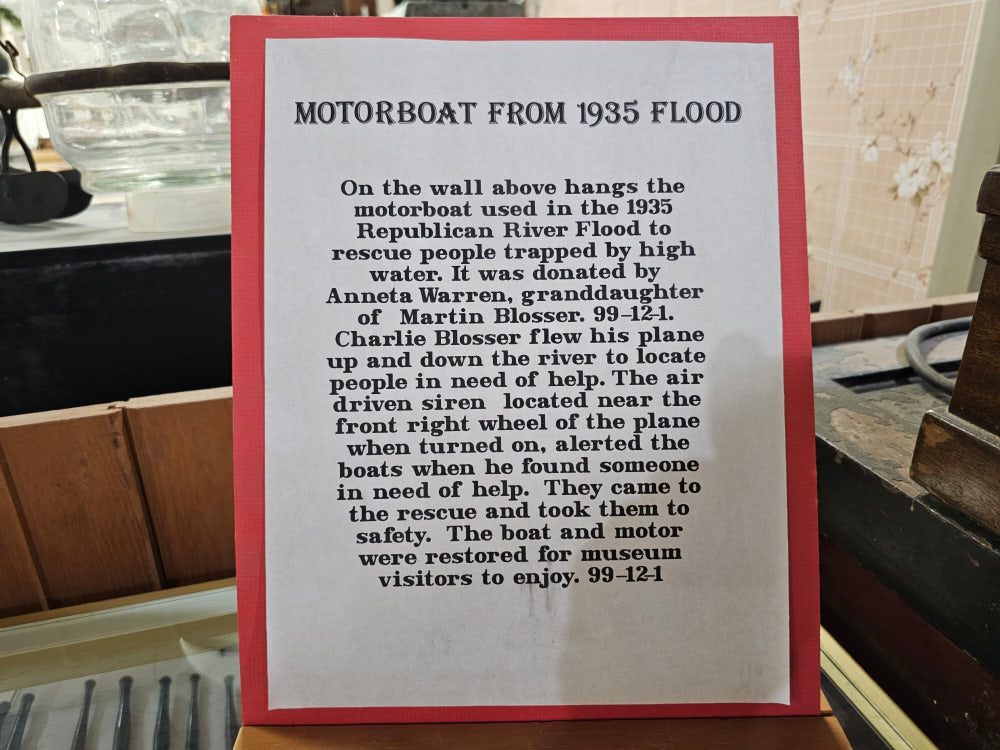 MOTORBOAT FROM 1935 FLOOD
On the wall above hangs the
motorboat used in the 1935
Republican River Flood to
rescue people trapped by high
water. It was donated by
Anneta Warren, granddaughter
of Martin Blosser. 99-12-1.
Charlie Blosser flew his plane
up and down the river to locate
people in need of help. The air
driven siren located near the
front right wheel of the plane
when turned on, alerted the
boats when he found someone
in need of help. They came to
the rescue and took them to
safety. The boat and motor
were restored for museum
visitors to enjoy. 99-12-1